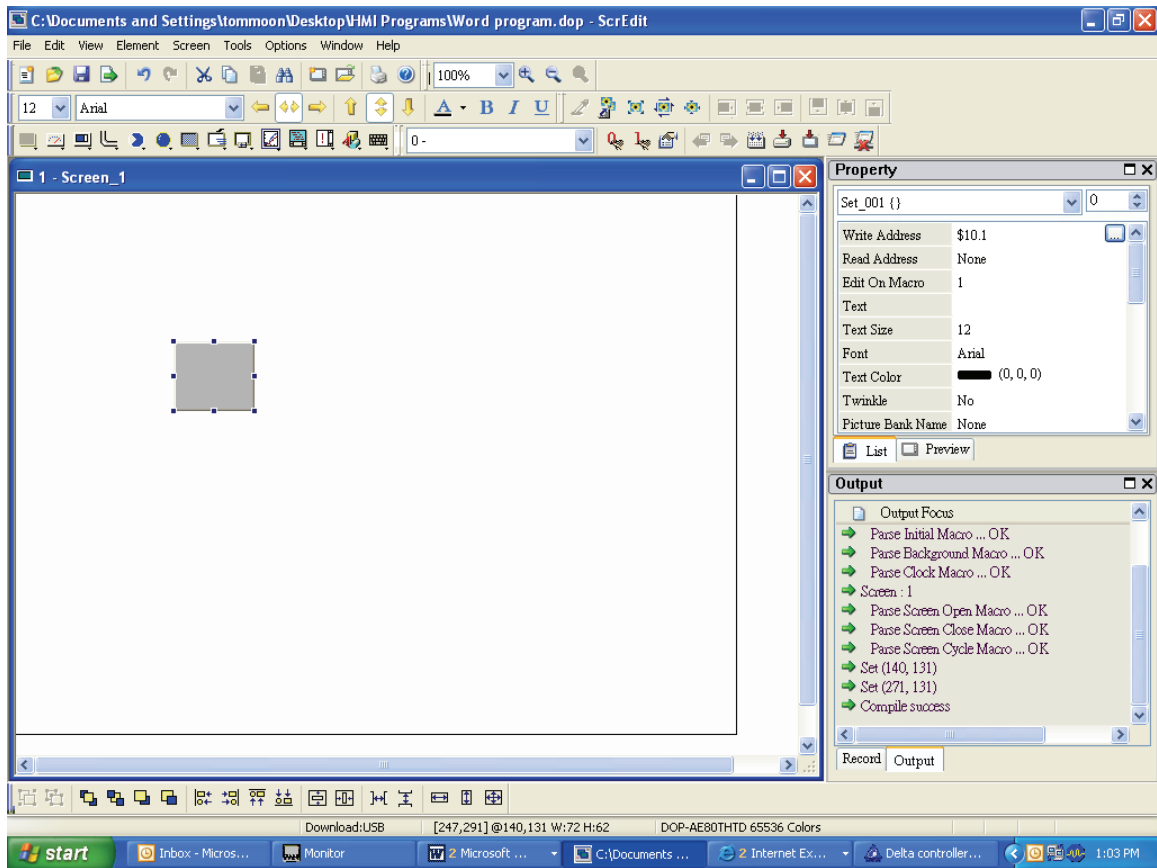 C:\Documents and Settings\tommoon\Desktop\HMI Programs\Word program.dop - ScrEdit
File Edit View Element Screen Tools Options Window Help
100%
12 Arial A B I U
0 -
1 - Screen_1
Property
Set_001 {} 0
Write Address $10.1 ...
Read Address None
Edit On Macro 1
Text
Text Size 12
Font Arial
Text Color (0, 0, 0)
Twinkle No
Picture Bank Name None
List Preview
Output
Output Focus
Parse Initial Macro ... OK
Parse Background Macro ... OK
Parse Clock Macro ... OK
Screen : 1
Parse Screen Open Macro ... OK
Parse Screen Close Macro ... OK
Parse Screen Cycle Macro ... OK
Set (140, 131)
Set (271, 131)
Compile success
Record Output
Download:USB [247,291]@140,131 W:72 H:62 DOP-AE80THTD 65536 Colors
start Inbox - Micros... Monitor 2 Microsoft ... C:\Documents ... 2 Internet Ex... Delta controller... 1:03 PM